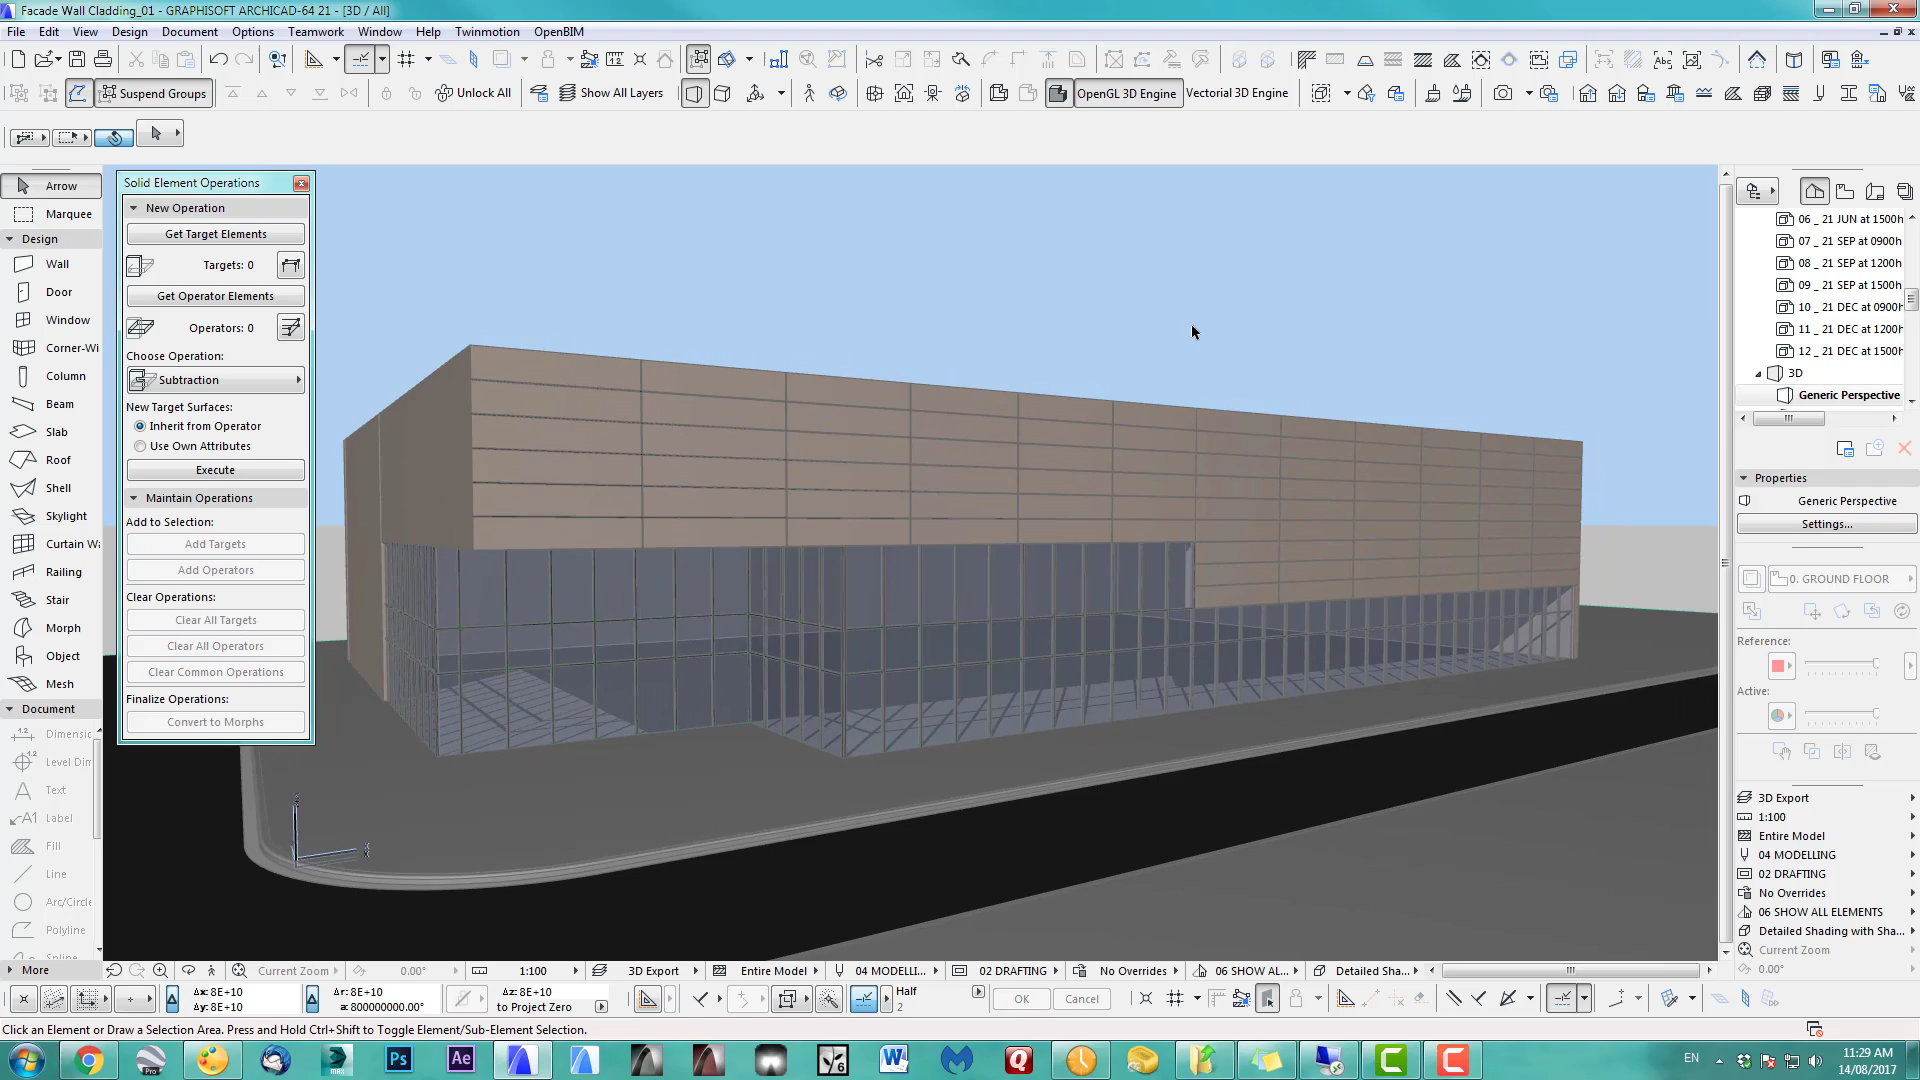 Facade Wall Cladding_01 - GRAPHISOFT ARCHICAD-64 21 - [3D / All]
File Edit View Design Document Options Teamwork Window Help Twinmotion OpenBIM
Suspend Groups
Unlock All
Show All Layers
OpenGL 3D Engine
Vectorial 3D Engine
Arrow
Marquee
Design
Wall
Door
Window
Corner-Wi
Column
Beam
Slab
Roof
Shell
Skylight
Curtain Wa
Railing
Stair
Morph
Object
Mesh
Document
Dimensic
Level Dim
Text
Label
Fill
Line
Arc/Circle
Polyline
Spline
More
Solid Element Operations
New Operation
Get Target Elements
Targets: 0
Get Operator Elements
Operators: 0
Choose Operation:
Subtraction
New Target Surfaces:
Inherit from Operator
Use Own Attributes
Execute
Maintain Operations
Add to Selection:
Add Targets
Add Operators
Clear Operations:
Clear All Targets
Clear All Operators
Clear Common Operations
Finalize Operations:
Convert to Morphs
06 _ 21 JUN at 1500h
07 _ 21 SEP at 0900h
08 _ 21 SEP at 1200h
09 _ 21 SEP at 1500h
10 _ 21 DEC at 0900h
11 _ 21 DEC at 1200h
12 _ 21 DEC at 1500h
3D
Generic Perspective
Properties
Generic Perspective
Settings...
0. GROUND FLOOR
Reference:
Active:
3D Export
1:100
Entire Model
04 MODELLING
02 DRAFTING
No Overrides
06 SHOW ALL ELEMENTS
Detailed Shading with Sha...
Current Zoom
0.00°
Current Zoom 0.00° 1:100 3D Export Entire Model 04 MODELLI... 02 DRAFTING No Overrides 06 SHOW AL... Detailed Sha...
Δx: 8E+10 Δr: 8E+10 Δz: 8E+10
Δy: 8E+10 a: 800000000.00° to Project Zero
Half
2
OK
Cancel
Click an Element or Draw a Selection Area. Press and Hold Ctrl+Shift to Toggle Element/Sub-Element Selection.
Pro
MAX
Ps
Ae
6
W
Q
C
C
EN
11:29 AM
14/08/2017